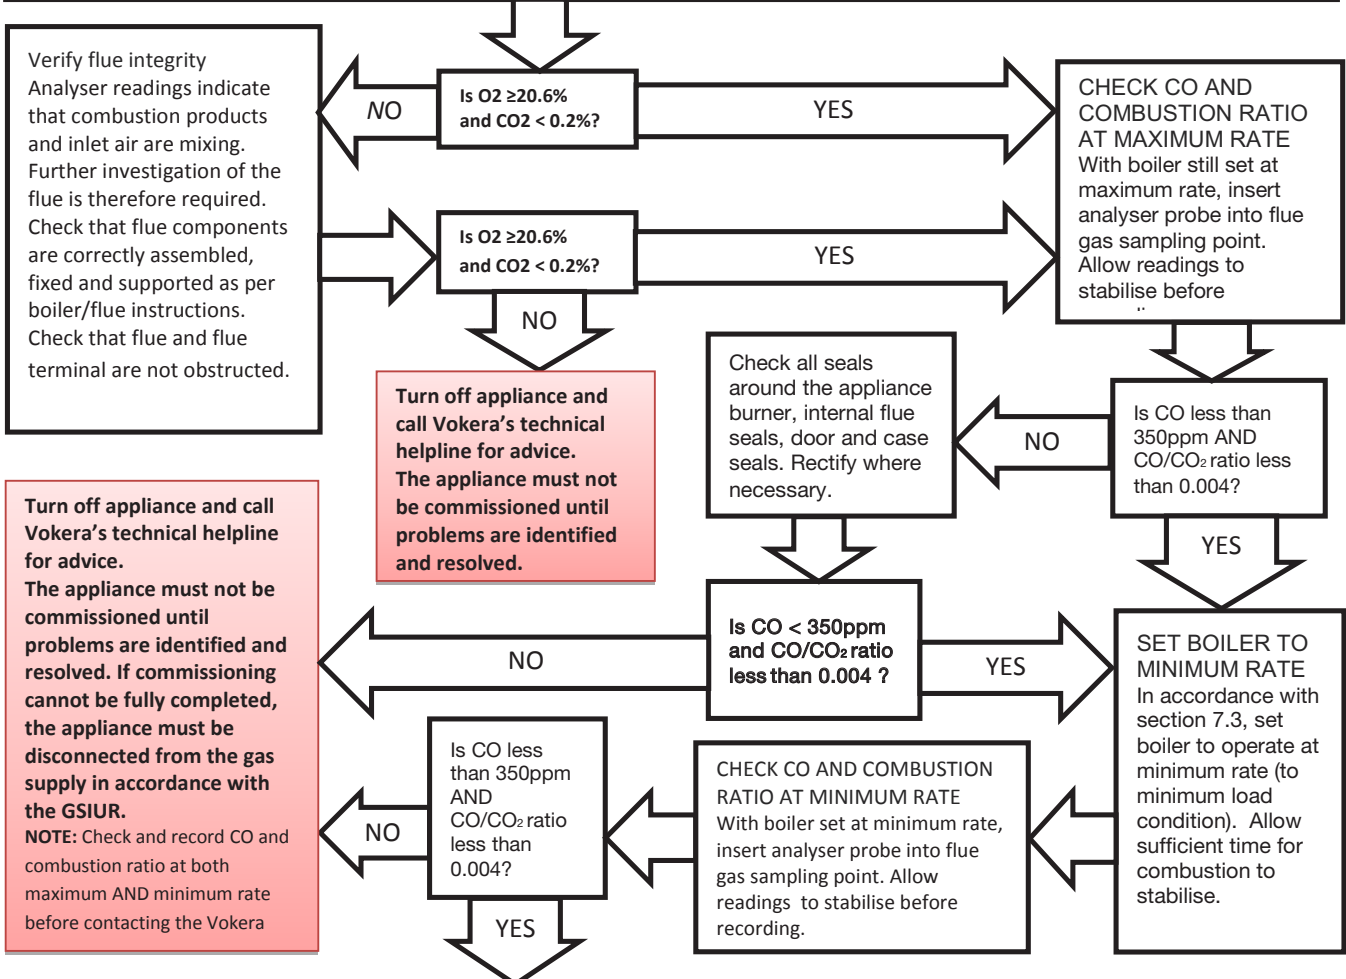 Verify flue integrity
Analyser readings indicate
that combustion products
and inlet air are mixing.
Further investigation of the
flue is therefore required.
Check that flue components
are correctly assembled,
fixed and supported as per
boiler/flue instructions.
Check that flue and flue
terminal are not obstructed.
NO
Is O2 ≥20.6%
and CO2 < 0.2%?
YES
CHECK CO AND
COMBUSTION RATIO
AT MAXIMUM RATE
With boiler still set at
maximum rate, insert
analyser probe into flue
gas sampling point.
Allow readings to
stabilise before
Is O2 ≥20.6%
and CO2 < 0.2%?
YES
NO
Turn off appliance and
call Vokera’s technical
helpline for advice.
The appliance must not
be commissioned until
problems are identified
and resolved.
Check all seals
around the appliance
burner, internal flue
seals, door and case
seals. Rectify where
necessary.
NO
Is CO less than
350ppm AND
CO/CO₂ ratio less
than 0.004?
YES
Turn off appliance and call
Vokera’s technical helpline
for advice.
The appliance must not be
commissioned until
problems are identified and
resolved. If commissioning
cannot be fully completed,
the appliance must be
disconnected from the gas
supply in accordance with
the GSIUR.
NOTE: Check and record CO and
combustion ratio at both
maximum AND minimum rate
before contacting the Vokera
NO
Is CO < 350ppm
and CO/CO₂ ratio
less than 0.004 ?
YES
SET BOILER TO
MINIMUM RATE
In accordance with
section 7.3, set
boiler to operate at
minimum rate (to
minimum load
condition). Allow
sufficient time for
combustion to
stabilise.
NO
Is CO less
than 350ppm
AND
CO/CO₂ ratio
less than
0.004?
YES
CHECK CO AND COMBUSTION
RATIO AT MINIMUM RATE
With boiler set at minimum rate,
insert analyser probe into flue
gas sampling point. Allow
readings to stabilise before
recording.